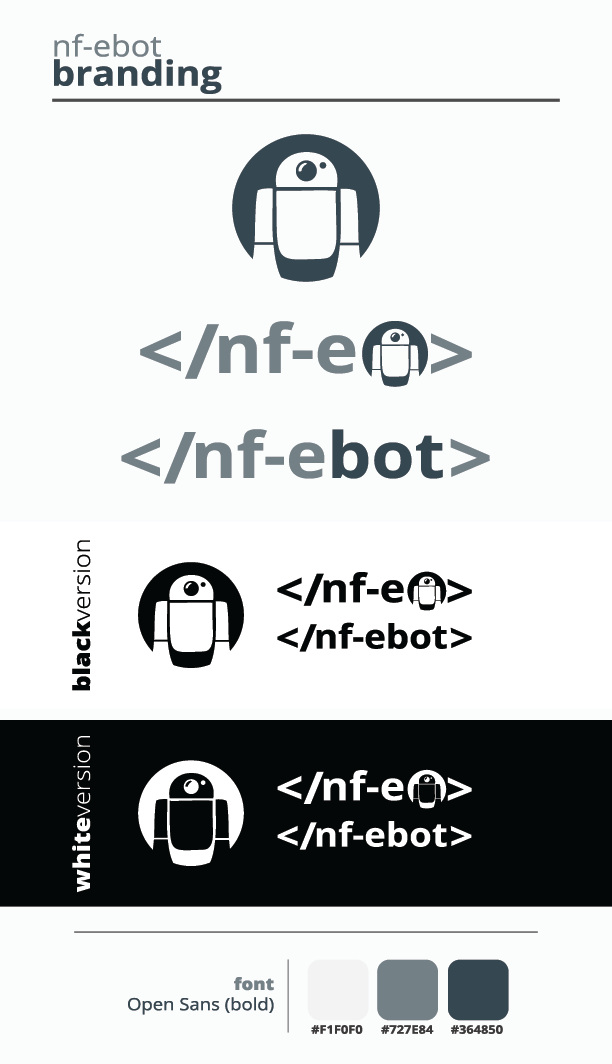 nf-ebot
branding
</nf-e>
</nf-ebot>
blackversion
</nf-e>
</nf-ebot>
whiteversion
</nf-e>
</nf-ebot>
font
Open Sans (bold)
#F1F0F0 #727E84 #364850